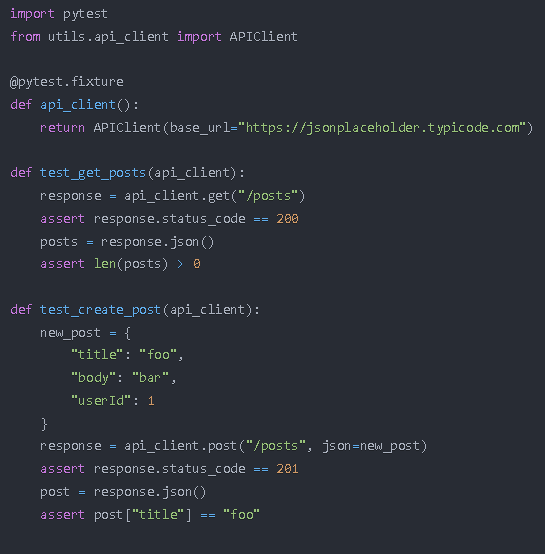 import pytest
from utils.api_client import APIClient

@pytest.fixture
def api_client():
    return APIClient(base_url="https://jsonplaceholder.typicode.com")

def test_get_posts(api_client):
    response = api_client.get("/posts")
    assert response.status_code == 200
    posts = response.json()
    assert len(posts) > 0

def test_create_post(api_client):
    new_post = {
        "title": "foo",
        "body": "bar",
        "userId": 1
    }
    response = api_client.post("/posts", json=new_post)
    assert response.status_code == 201
    post = response.json()
    assert post["title"] == "foo"